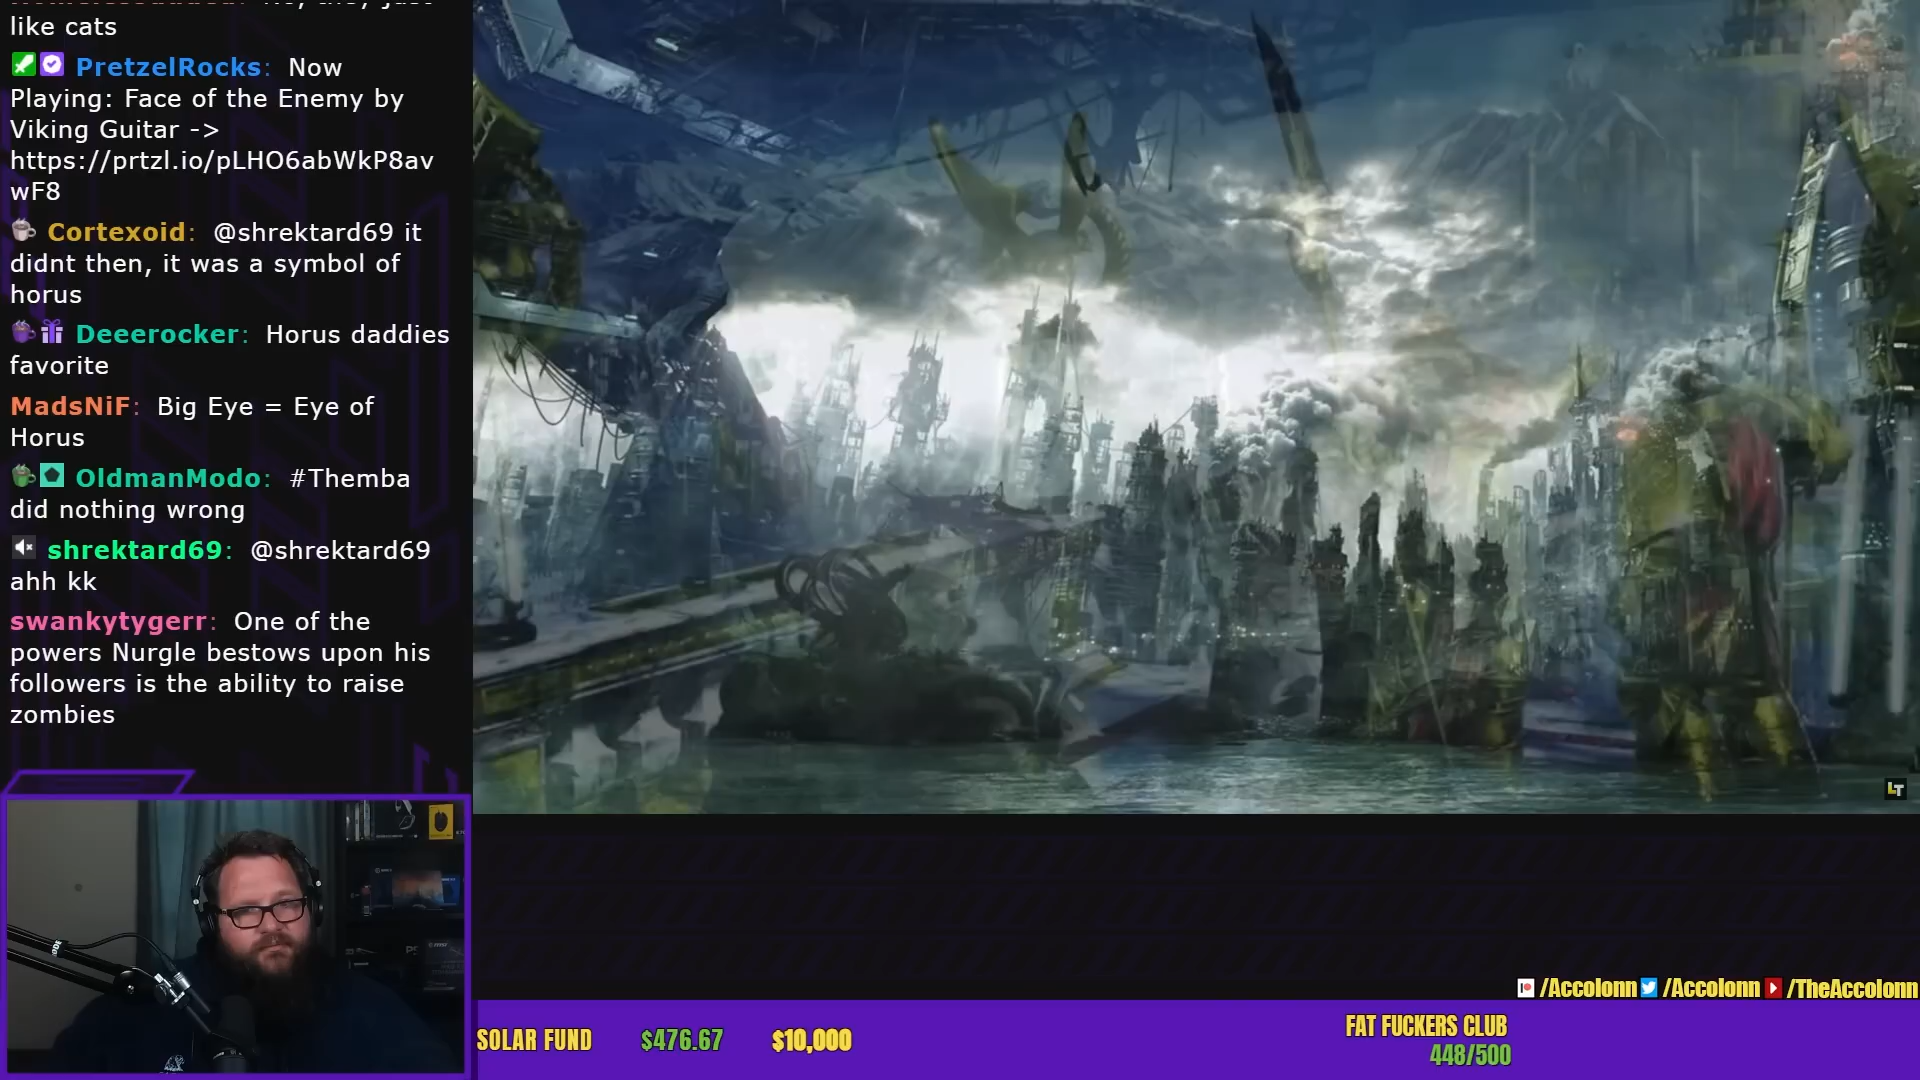 like cats
PretzelRocks: Now
Playing: Face of the Enemy by
Viking Guitar ->
https://prtzl.io/pLHO6abWkP8av
wF8
Cortexoid: @shrektard69 it
didnt then, it was a symbol of
horus
Deeerocker: Horus daddies
favorite
MadsNiF: Big Eye = Eye of
Horus
OldmanModo: #Themba
did nothing wrong
shrektard69: @shrektard69
ahh kk
swankytygerr: One of the
powers Nurgle bestows upon his
followers is the ability to raise
zombies
LT
RODE
/Accolonn /Accolonn /TheAccolonn
SOLAR FUND $476.67 $10,000
FAT FUCKERS CLUB
448/500